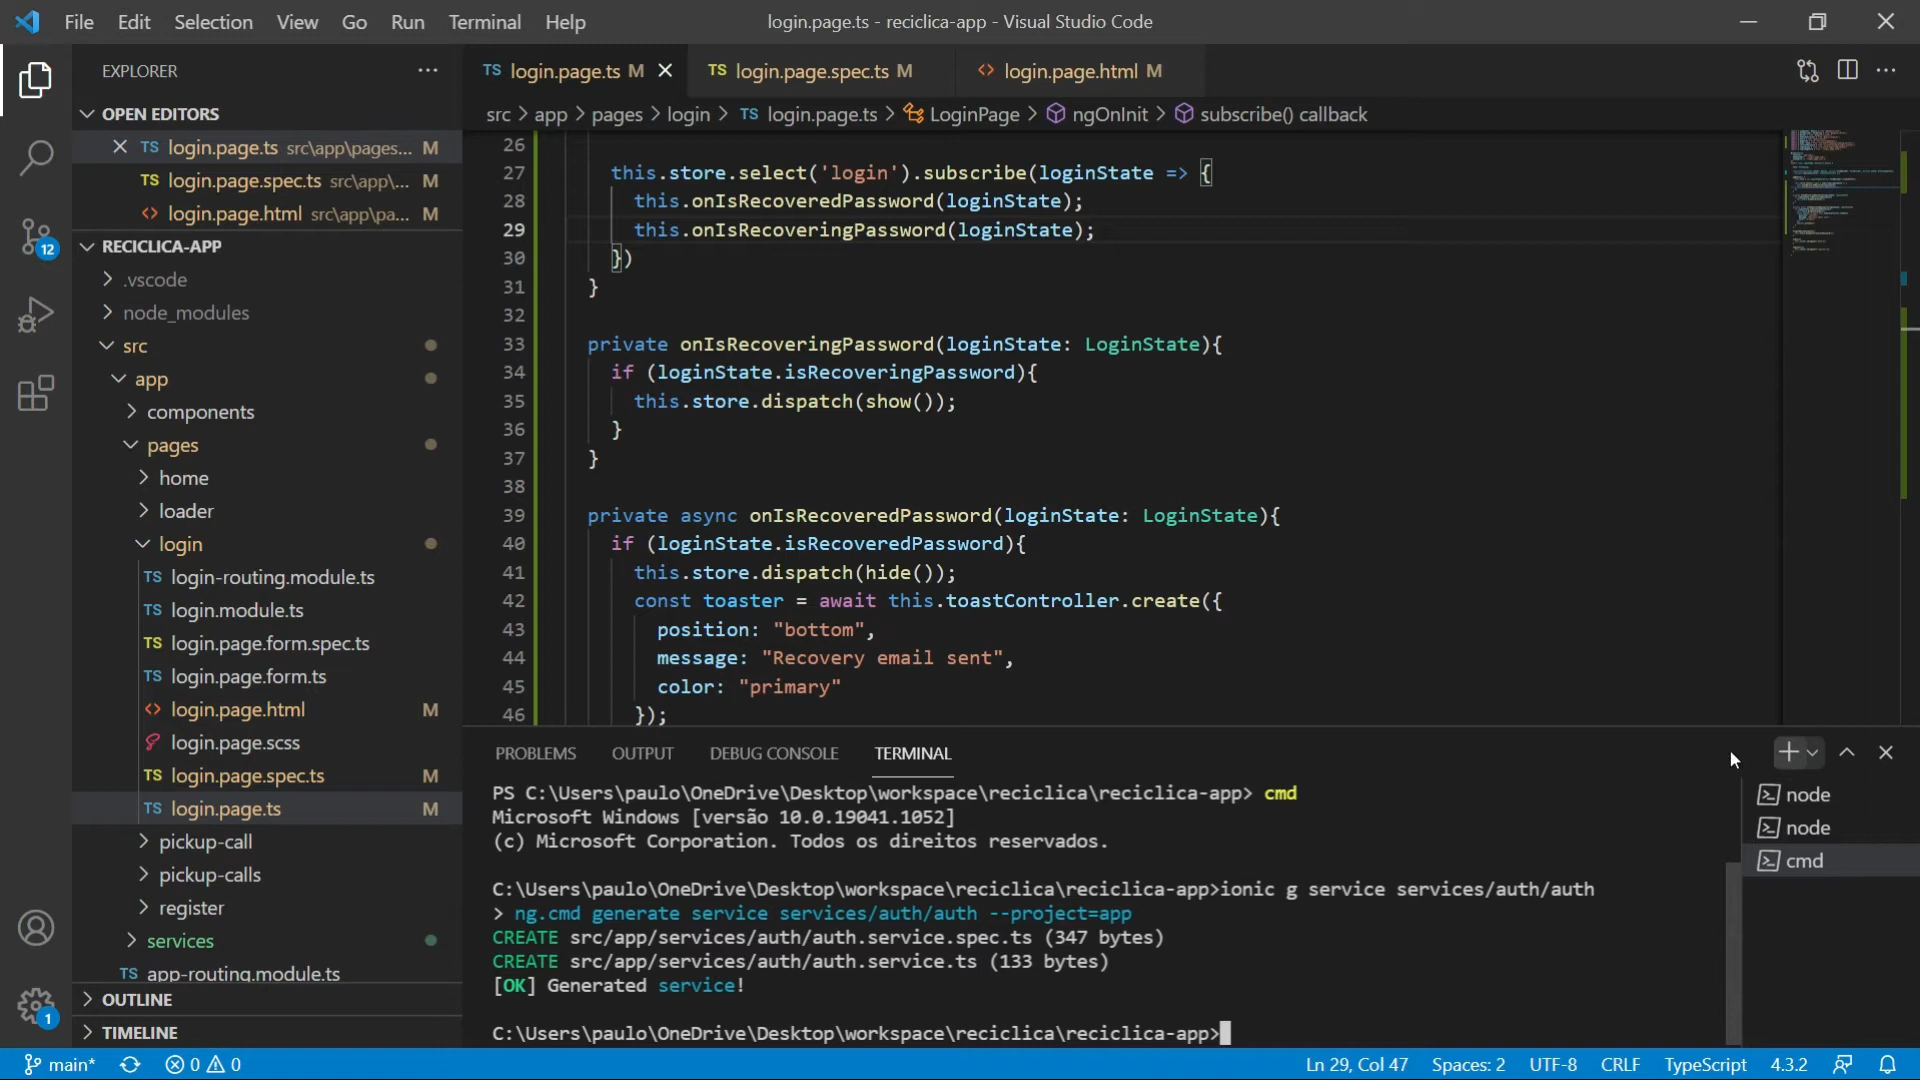 File Edit Selection View Go Run Terminal Help
login.page.ts - reciclica-app - Visual Studio Code
EXPLORER
OPEN EDITORS
TS login.page.ts src\app\pages... M
TS login.page.spec.ts src\app\... M
<> login.page.html src\app\pa... M
RECICLICA-APP
.vscode
node_modules
src
app
components
pages
home
loader
login
TS login-routing.module.ts
TS login.module.ts
TS login.page.form.spec.ts
TS login.page.form.ts
<> login.page.html M
login.page.scss
TS login.page.spec.ts M
TS login.page.ts M
pickup-call
pickup-calls
register
services
TS app-routing.module.ts
OUTLINE
TIMELINE
12
1
TS login.page.ts M
TS login.page.spec.ts M
<> login.page.html M
src > app > pages > login > TS login.page.ts > LoginPage > ngOnInit > subscribe() callback
26
27 this.store.select('login').subscribe(loginState => {
28 this.onIsRecoveredPassword(loginState);
29 this.onIsRecoveringPassword(loginState);
30 })
31 }
32
33 private onIsRecoveringPassword(loginState: LoginState){
34 if (loginState.isRecoveringPassword){
35 this.store.dispatch(show());
36 }
37 }
38
39 private async onIsRecoveredPassword(loginState: LoginState){
40 if (loginState.isRecoveredPassword){
41 this.store.dispatch(hide());
42 const toaster = await this.toastController.create({
43 position: "bottom",
44 message: "Recovery email sent",
45 color: "primary"
46 });
PROBLEMS OUTPUT DEBUG CONSOLE TERMINAL
PS C:\Users\paulo\OneDrive\Desktop\workspace\reciclica\reciclica-app> cmd
Microsoft Windows [versão 10.0.19041.1052]
(c) Microsoft Corporation. Todos os direitos reservados.
C:\Users\paulo\OneDrive\Desktop\workspace\reciclica\reciclica-app>ionic g service services/auth/auth
> ng.cmd generate service services/auth/auth --project=app
CREATE src/app/services/auth/auth.service.spec.ts (347 bytes)
CREATE src/app/services/auth/auth.service.ts (133 bytes)
[OK] Generated service!
C:\Users\paulo\OneDrive\Desktop\workspace\reciclica\reciclica-app>
node
node
cmd
main* 0 0
Ln 29, Col 47 Spaces: 2 UTF-8 CRLF TypeScript 4.3.2